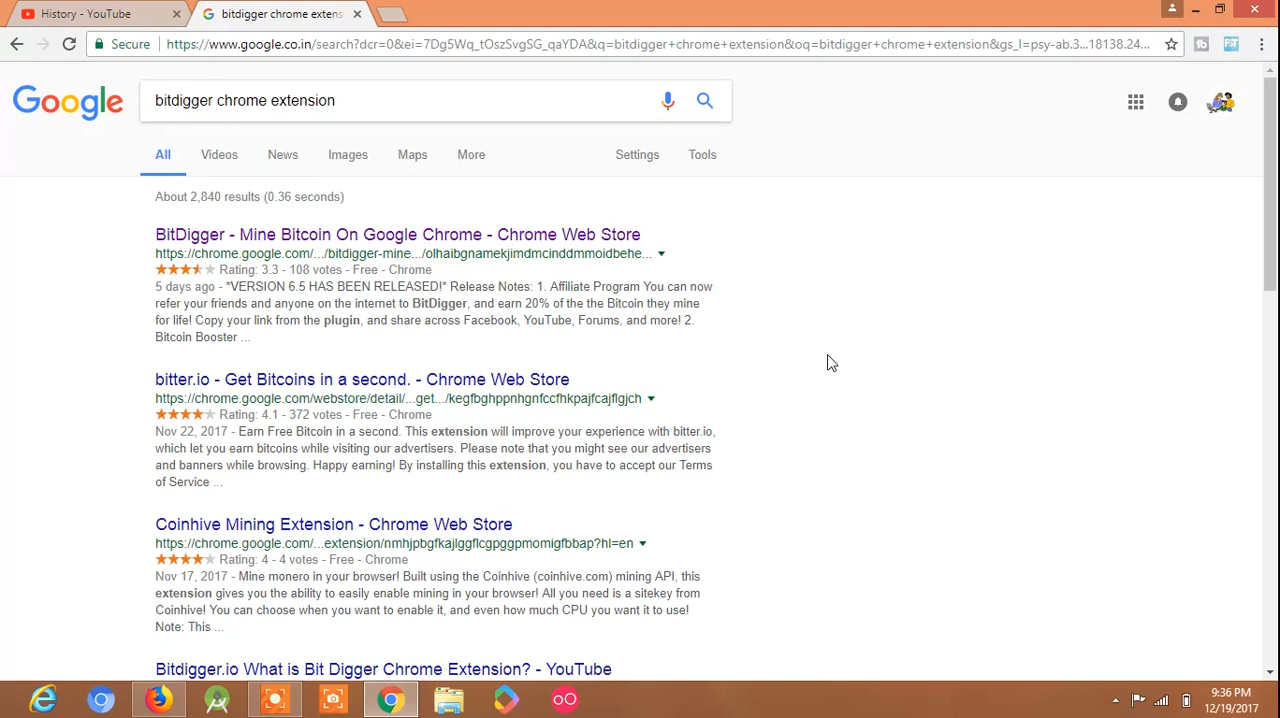 History - YouTube
bitdigger chrome extens
Secure
https://www.google.co.in/search?dcr=0&ei=7Dg5Wq_tOszSvgSG_qaYDA&q=bitdigger+chrome+extension&oq=bitdigger+chrome+extension&gs_l=psy-ab.3...18138.24...
Google
bitdigger chrome extension
All Videos News Images Maps More Settings Tools
About 2,840 results (0.36 seconds)
BitDigger - Mine Bitcoin On Google Chrome - Chrome Web Store
https://chrome.google.com/.../bitdigger-mine.../olhaibgnamekjimdmcinddmmoidbehe...
Rating: 3.3 - 108 votes - Free - Chrome
5 days ago - *VERSION 6.5 HAS BEEN RELEASED!* Release Notes: 1. Affiliate Program You can now
refer your friends and anyone on the internet to BitDigger, and earn 20% of the the Bitcoin they mine
for life! Copy your link from the plugin, and share across Facebook, YouTube, Forums, and more! 2.
Bitcoin Booster ...
bitter.io - Get Bitcoins in a second. - Chrome Web Store
https://chrome.google.com/webstore/detail/...get.../kegfbghppnhgnfccfhkpajfcajflgjch
Rating: 4.1 - 372 votes - Free - Chrome
Nov 22, 2017 - Earn Free Bitcoin in a second. This extension will improve your experience with bitter.io,
which let you earn bitcoins while visiting our advertisers. Please note that you might see our advertisers
and banners while browsing. Happy earning! By installing this extension, you have to accept our Terms
of Service ...
Coinhive Mining Extension - Chrome Web Store
https://chrome.google.com/...extension/nmhjpbgfkajlggflcgpggpmomigfbbap?hl=en
Rating: 4 - 4 votes - Free - Chrome
Nov 17, 2017 - Mine monero in your browser! Built using the Coinhive (coinhive.com) mining API, this
extension gives you the ability to easily enable mining in your browser! All you need is a sitekey from
Coinhive! You can choose when you want to enable it, and even how much CPU you want it to use!
Note: This ...
Bitdigger.io What is Bit Digger Chrome Extension? - YouTube
9:36 PM
12/19/2017